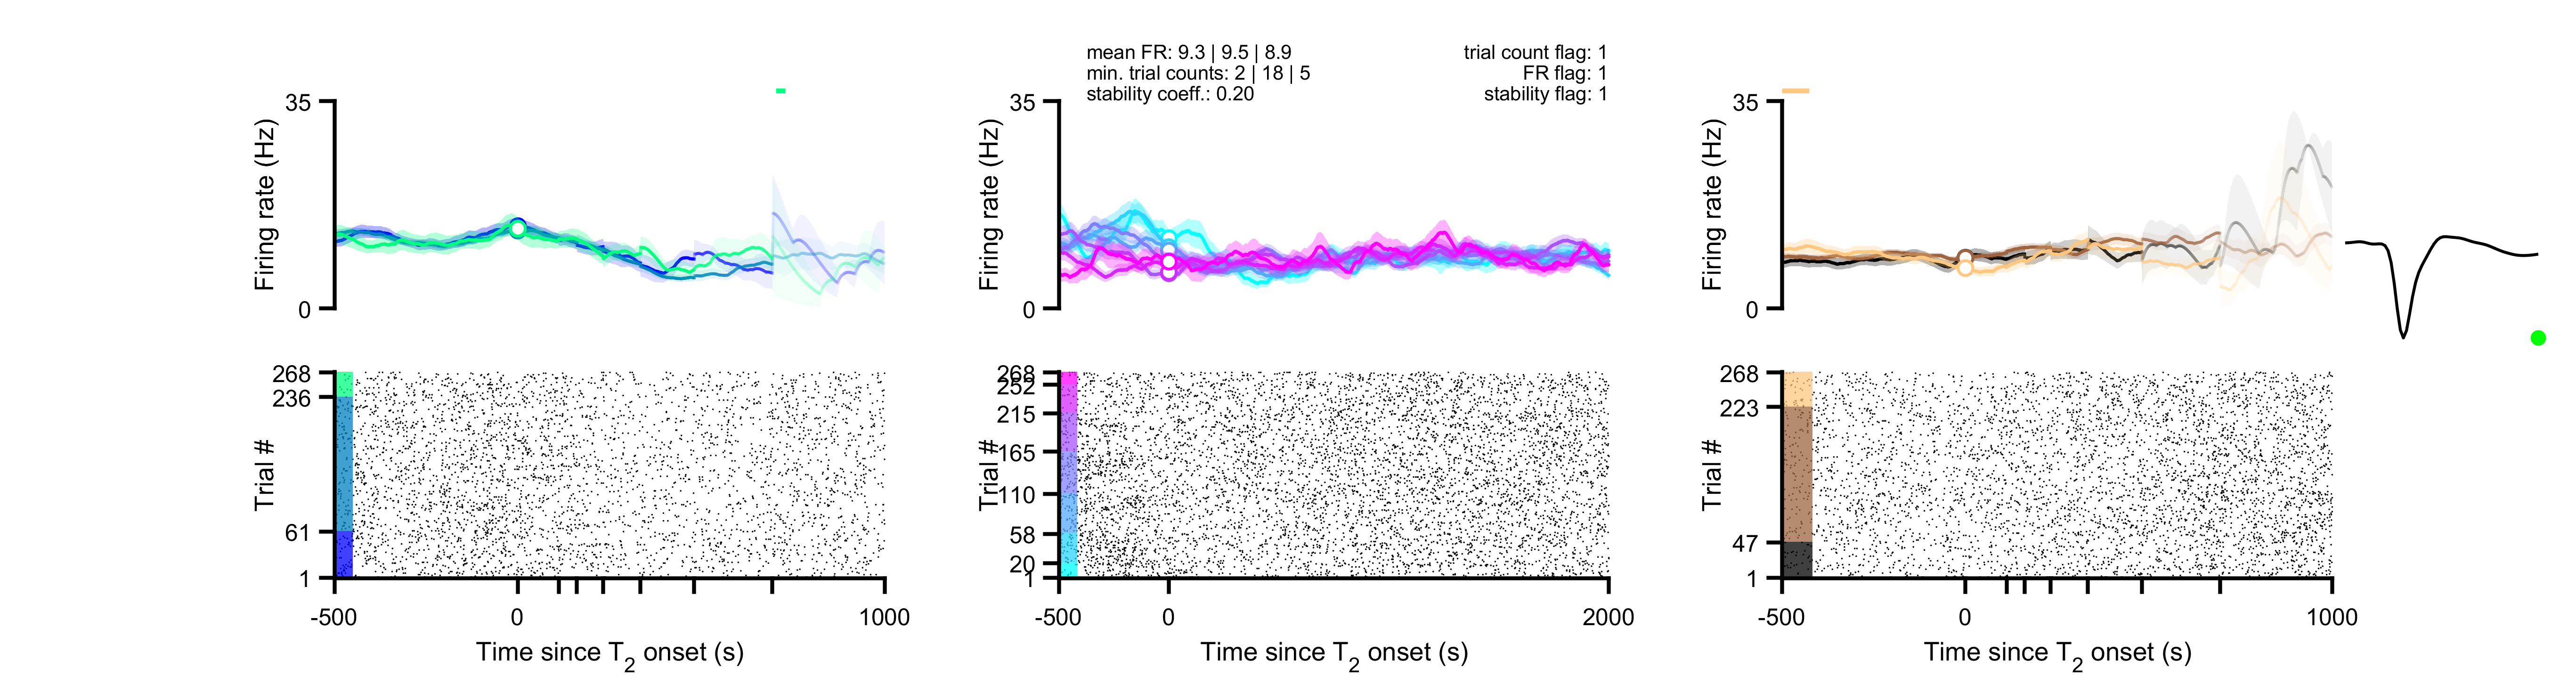 mean FR: 9.3 | 9.5 | 8.9
min. trial counts: 2 | 18 | 5
stability coeff.: 0.20
trial count flag: 1
FR flag: 1
stability flag: 1
35
Firing rate (Hz)
0
35
Firing rate (Hz)
0
35
Firing rate (Hz)
0
268
236
Trial #
61
1
-500
0
1000
Time since T2 onset (s)
268
252
215
165
Trial #
110
58
20
1
-500
0
2000
Time since T2 onset (s)
268
223
Trial #
47
1
-500
0
1000
Time since T2 onset (s)